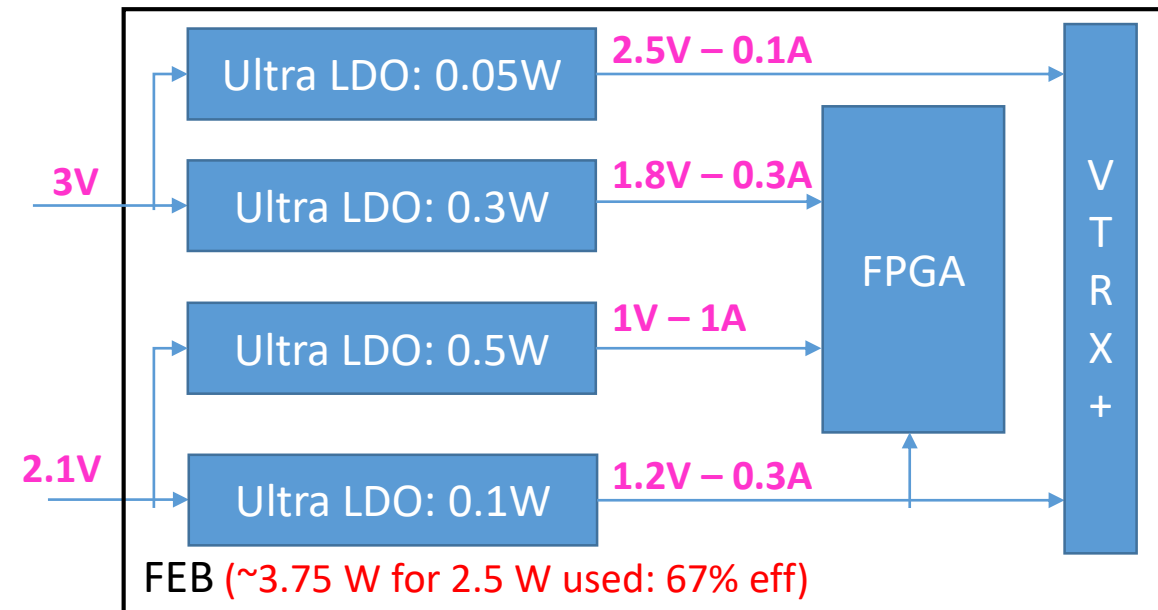 Ultra LDO: 0.05W
2.5V – 0.1A
3V
Ultra LDO: 0.3W
1.8V – 0.3A
FPGA
V
T
R
X
+
Ultra LDO: 0.5W
1V – 1A
2.1V
Ultra LDO: 0.1W
1.2V – 0.3A
FEB (~3.75 W for 2.5 W used: 67% eff)